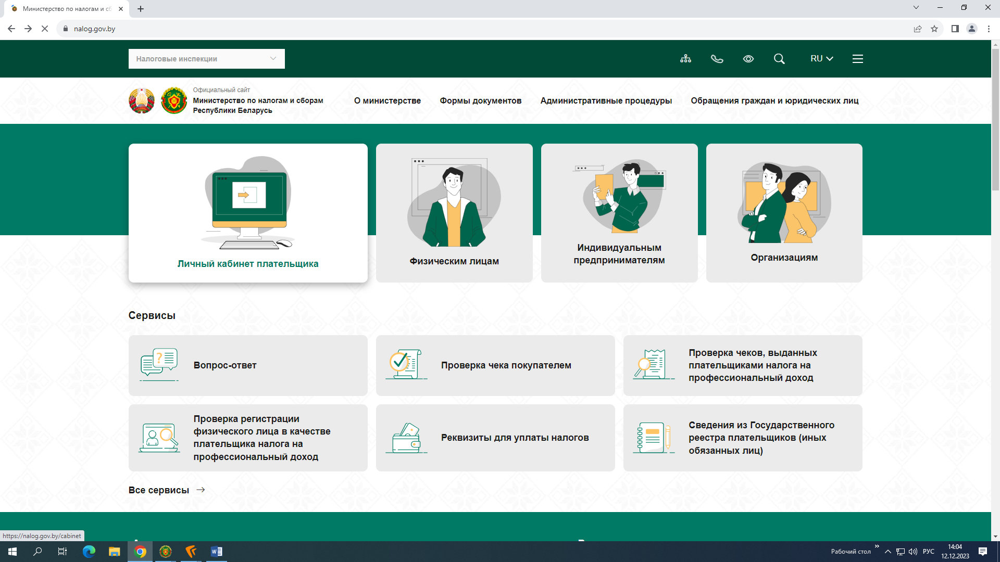 Министерство по налогам и сб
nalog.gov.by
Налоговые инспекции
RU
Официальный сайт
Министерство по налогам и сборам
Республики Беларусь
О министерстве
Формы документов
Административные процедуры
Обращения граждан и юридических лиц
Личный кабинет плательщика
Физическим лицам
Индивидуальным
предпринимателям
Организациям
Сервисы
Вопрос-ответ
Проверка чека покупателем
Проверка чеков, выданных
плательщиками налога на
профессиональный доход
Проверка регистрации
физического лица в качестве
плательщика налога на
профессиональный доход
Реквизиты для уплаты налогов
Сведения из Государственного
реестра плательщиков (иных
обязанных лиц)
Все сервисы
https://nalog.gov.by/cabinet
Рабочий стол
РУС
14:04
12.12.2023